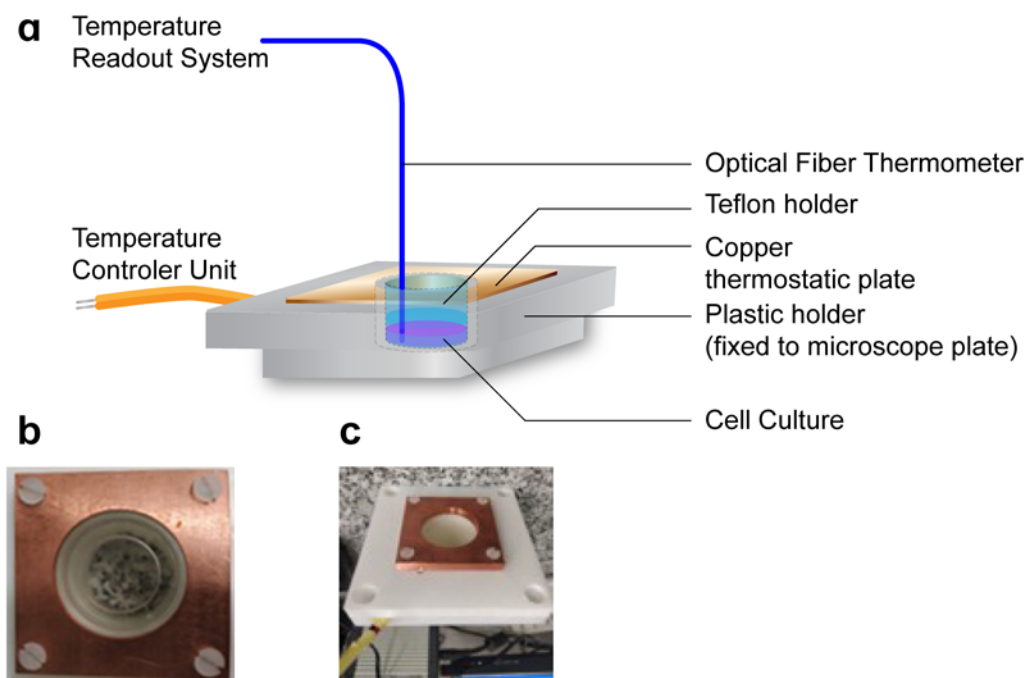 a
Temperature
Readout System
Optical Fiber Thermometer
Teflon holder
Temperature
Controler Unit
Copper
thermostatic plate
Plastic holder
(fixed to microscope plate)
Cell Culture
b
c